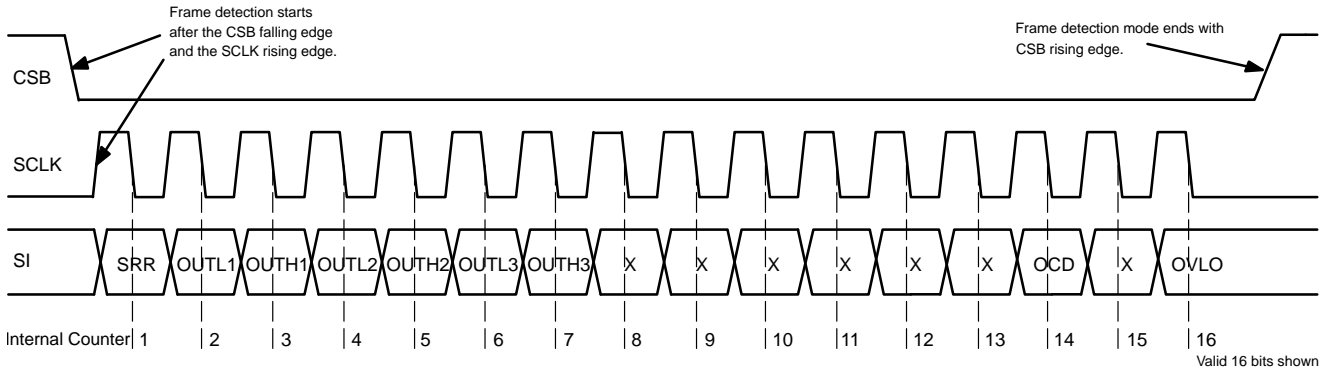 Frame detection starts
after the CSB falling edge
and the SCLK rising edge.
Frame detection mode ends with
CSB rising edge.
CSB
SCLK
SI SRR OUTL1 OUTH1 OUTL2 OUTH2 OUTL3 OUTH3 X X X X X X OCD X OVLO
Internal Counter 1 2 3 4 5 6 7 8 9 10 11 12 13 14 15 16
Valid 16 bits shown